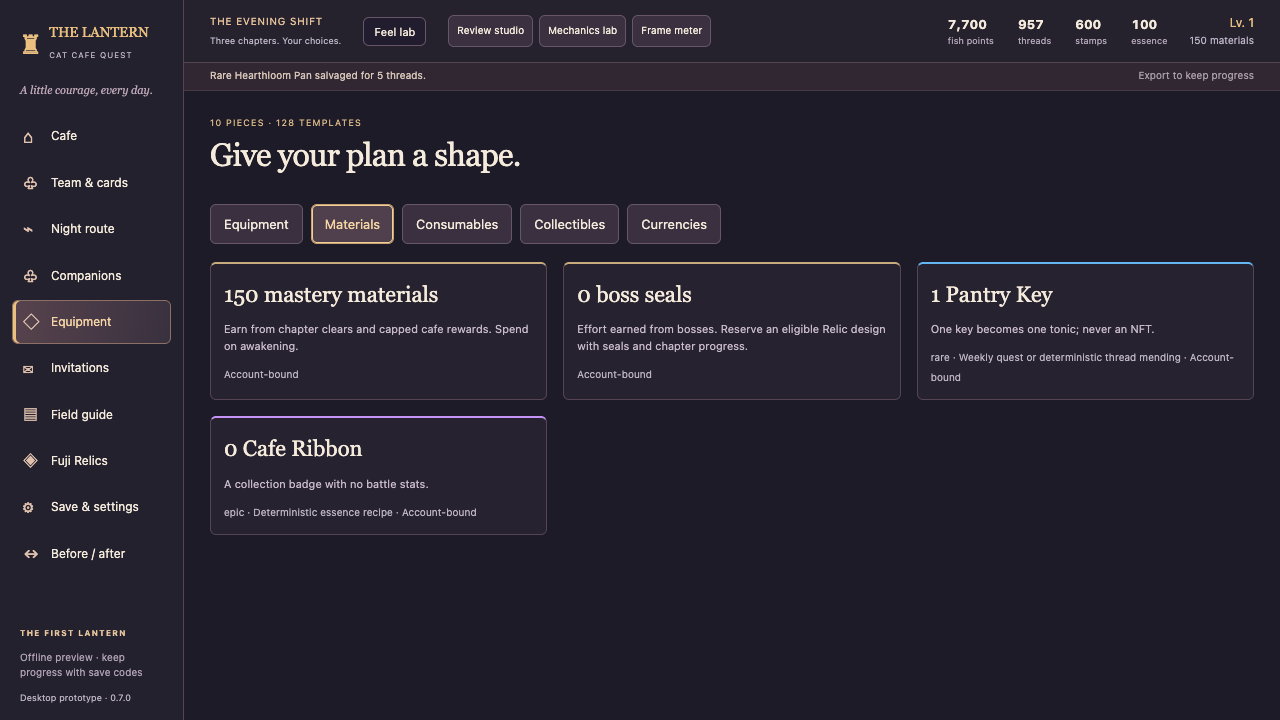 THE LANTERN
CAT CAFE QUEST
A little courage, every day.
Cafe
Team & cards
Night route
Companions
Equipment
Invitations
Field guide
Fuji Relics
Save & settings
Before / after
THE FIRST LANTERN
Offline preview · keep
progress with save codes
Desktop prototype · 0.7.0
THE EVENING SHIFT
Three chapters. Your choices.
Feel lab
Review studio
Mechanics lab
Frame meter
7,700
fish points
957
threads
600
stamps
100
essence
Lv. 1
150 materials
Rare Hearthloom Pan salvaged for 5 threads.
Export to keep progress
10 PIECES · 128 TEMPLATES
Give your plan a shape.
Equipment
Materials
Consumables
Collectibles
Currencies
150 mastery materials
Earn from chapter clears and capped cafe rewards. Spend
on awakening.
Account-bound
0 boss seals
Effort earned from bosses. Reserve an eligible Relic design
with seals and chapter progress.
Account-bound
1 Pantry Key
One key becomes one tonic; never an NFT.
rare · Weekly quest or deterministic thread mending · Account-
bound
0 Cafe Ribbon
A collection badge with no battle stats.
epic · Deterministic essence recipe · Account-bound